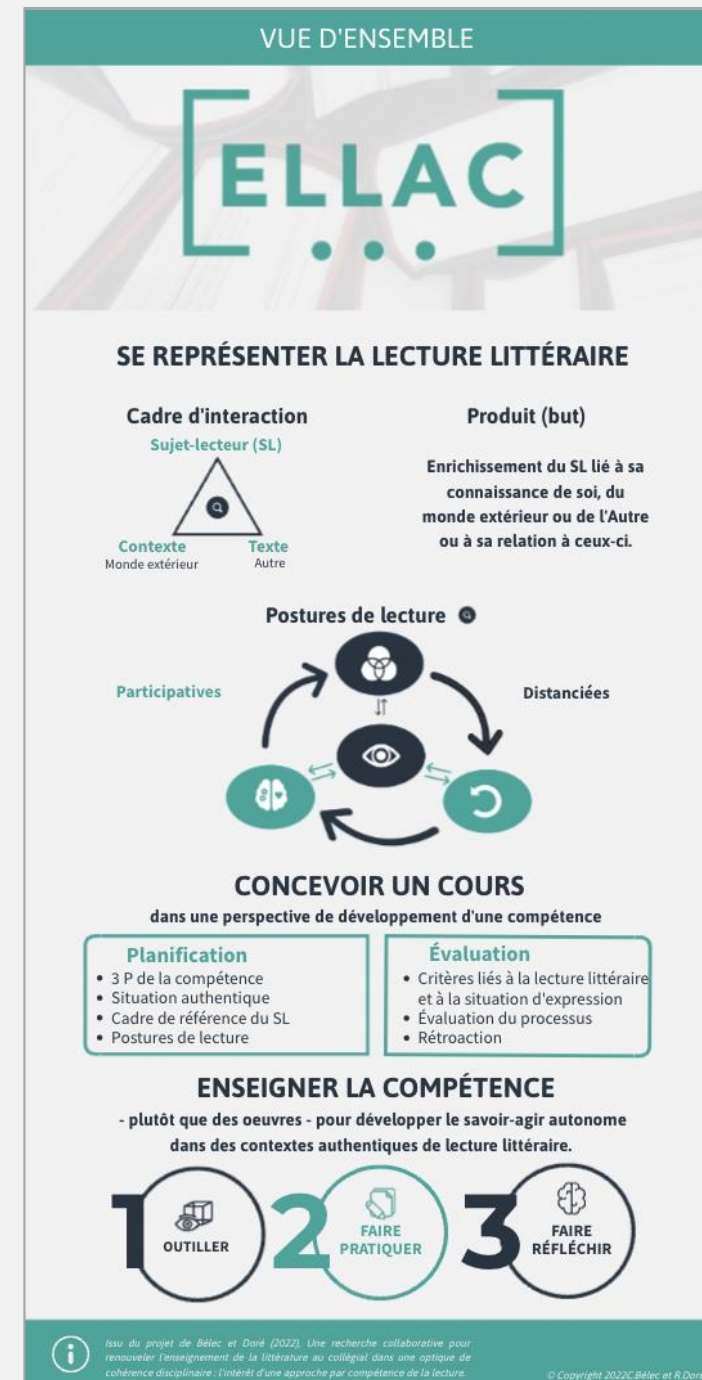 VUE D'ENSEMBLE
ELLAC
SE REPRÉSENTER LA LECTURE LITTÉRAIRE
Cadre d'interaction
Sujet-lecteur (SL)
Contexte
Monde extérieur
Texte
Autre
Produit (but)
Enrichissement du SL lié à sa
connaissance de soi, du
monde extérieur ou de l'Autre
ou à sa relation à ceux-ci.
Postures de lecture
Participatives
Distanciées
CONCEVOIR UN COURS
dans une perspective de développement d'une compétence
Planification
• 3 P de la compétence
• Situation authentique
• Cadre de référence du SL
• Postures de lecture
Évaluation
• Critères liés à la lecture littéraire
et à la situation d'expression
• Évaluation du processus
• Rétroaction
ENSEIGNER LA COMPÉTENCE
- plutôt que des oeuvres - pour développer le savoir-agir autonome
dans des contextes authentiques de lecture littéraire.
1
OUTILLER
2
FAIRE
PRATIQUER
3
FAIRE
RÉFLÉCHIR
Issu du projet de Bélec et Doré (2022). Une recherche collaborative pour
renouveler l'enseignement de la littérature au collégial dans une optique de
cohérence disciplinaire : l'intérêt d'une approche par compétence de la lecture.
© Copyright 2022C.Bélec et R.Doré